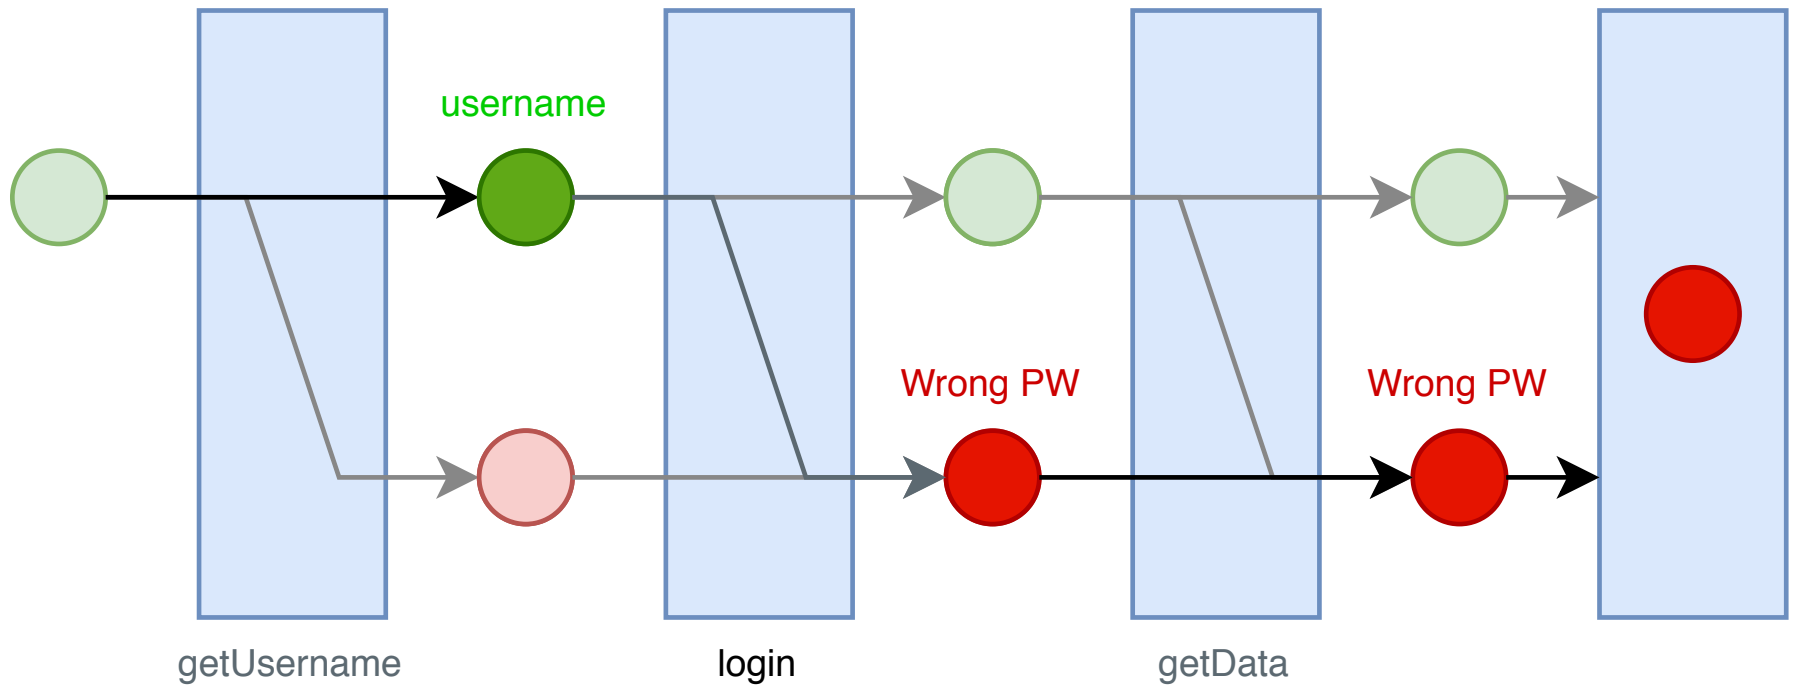 username
Wrong PW
Wrong PW
getUsername
login
getData